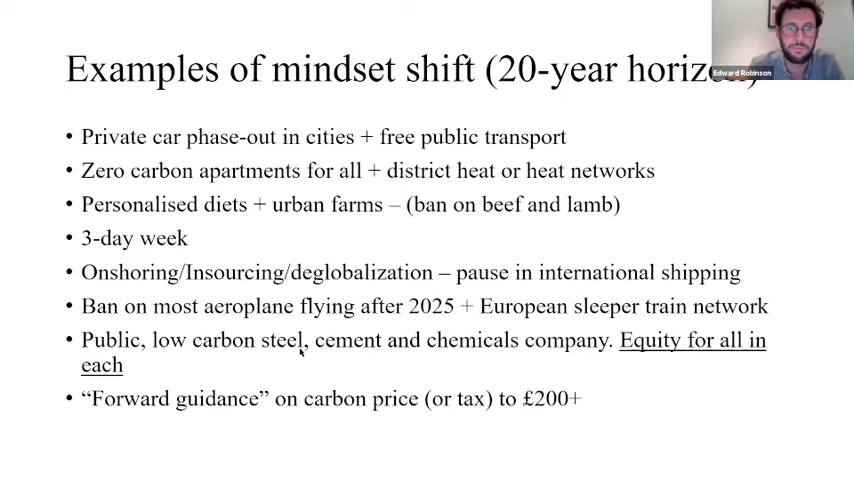 Examples of mindset shift (20-year horizon)
Edward Robinson
• Private car phase-out in cities + free public transport
• Zero carbon apartments for all + district heat or heat networks
• Personalised diets + urban farms – (ban on beef and lamb)
• 3-day week
• Onshoring/Insourcing/deglobalization – pause in international shipping
• Ban on most aeroplane flying after 2025 + European sleeper train network
• Public, low carbon steel, cement and chemicals company. Equity for all in
each
• “Forward guidance” on carbon price (or tax) to £200+